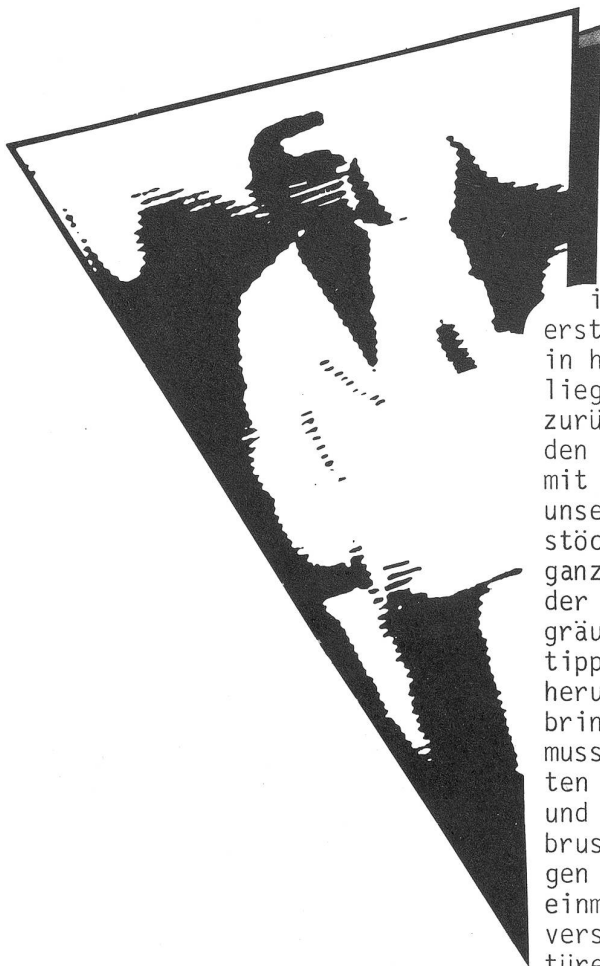 i
erst
in h
lieg
zurü
den
mit
unse
stöc
ganz
der
gräu
tipp
heru
brin
muss
ten
und
brus
gen
einm
vers
türe